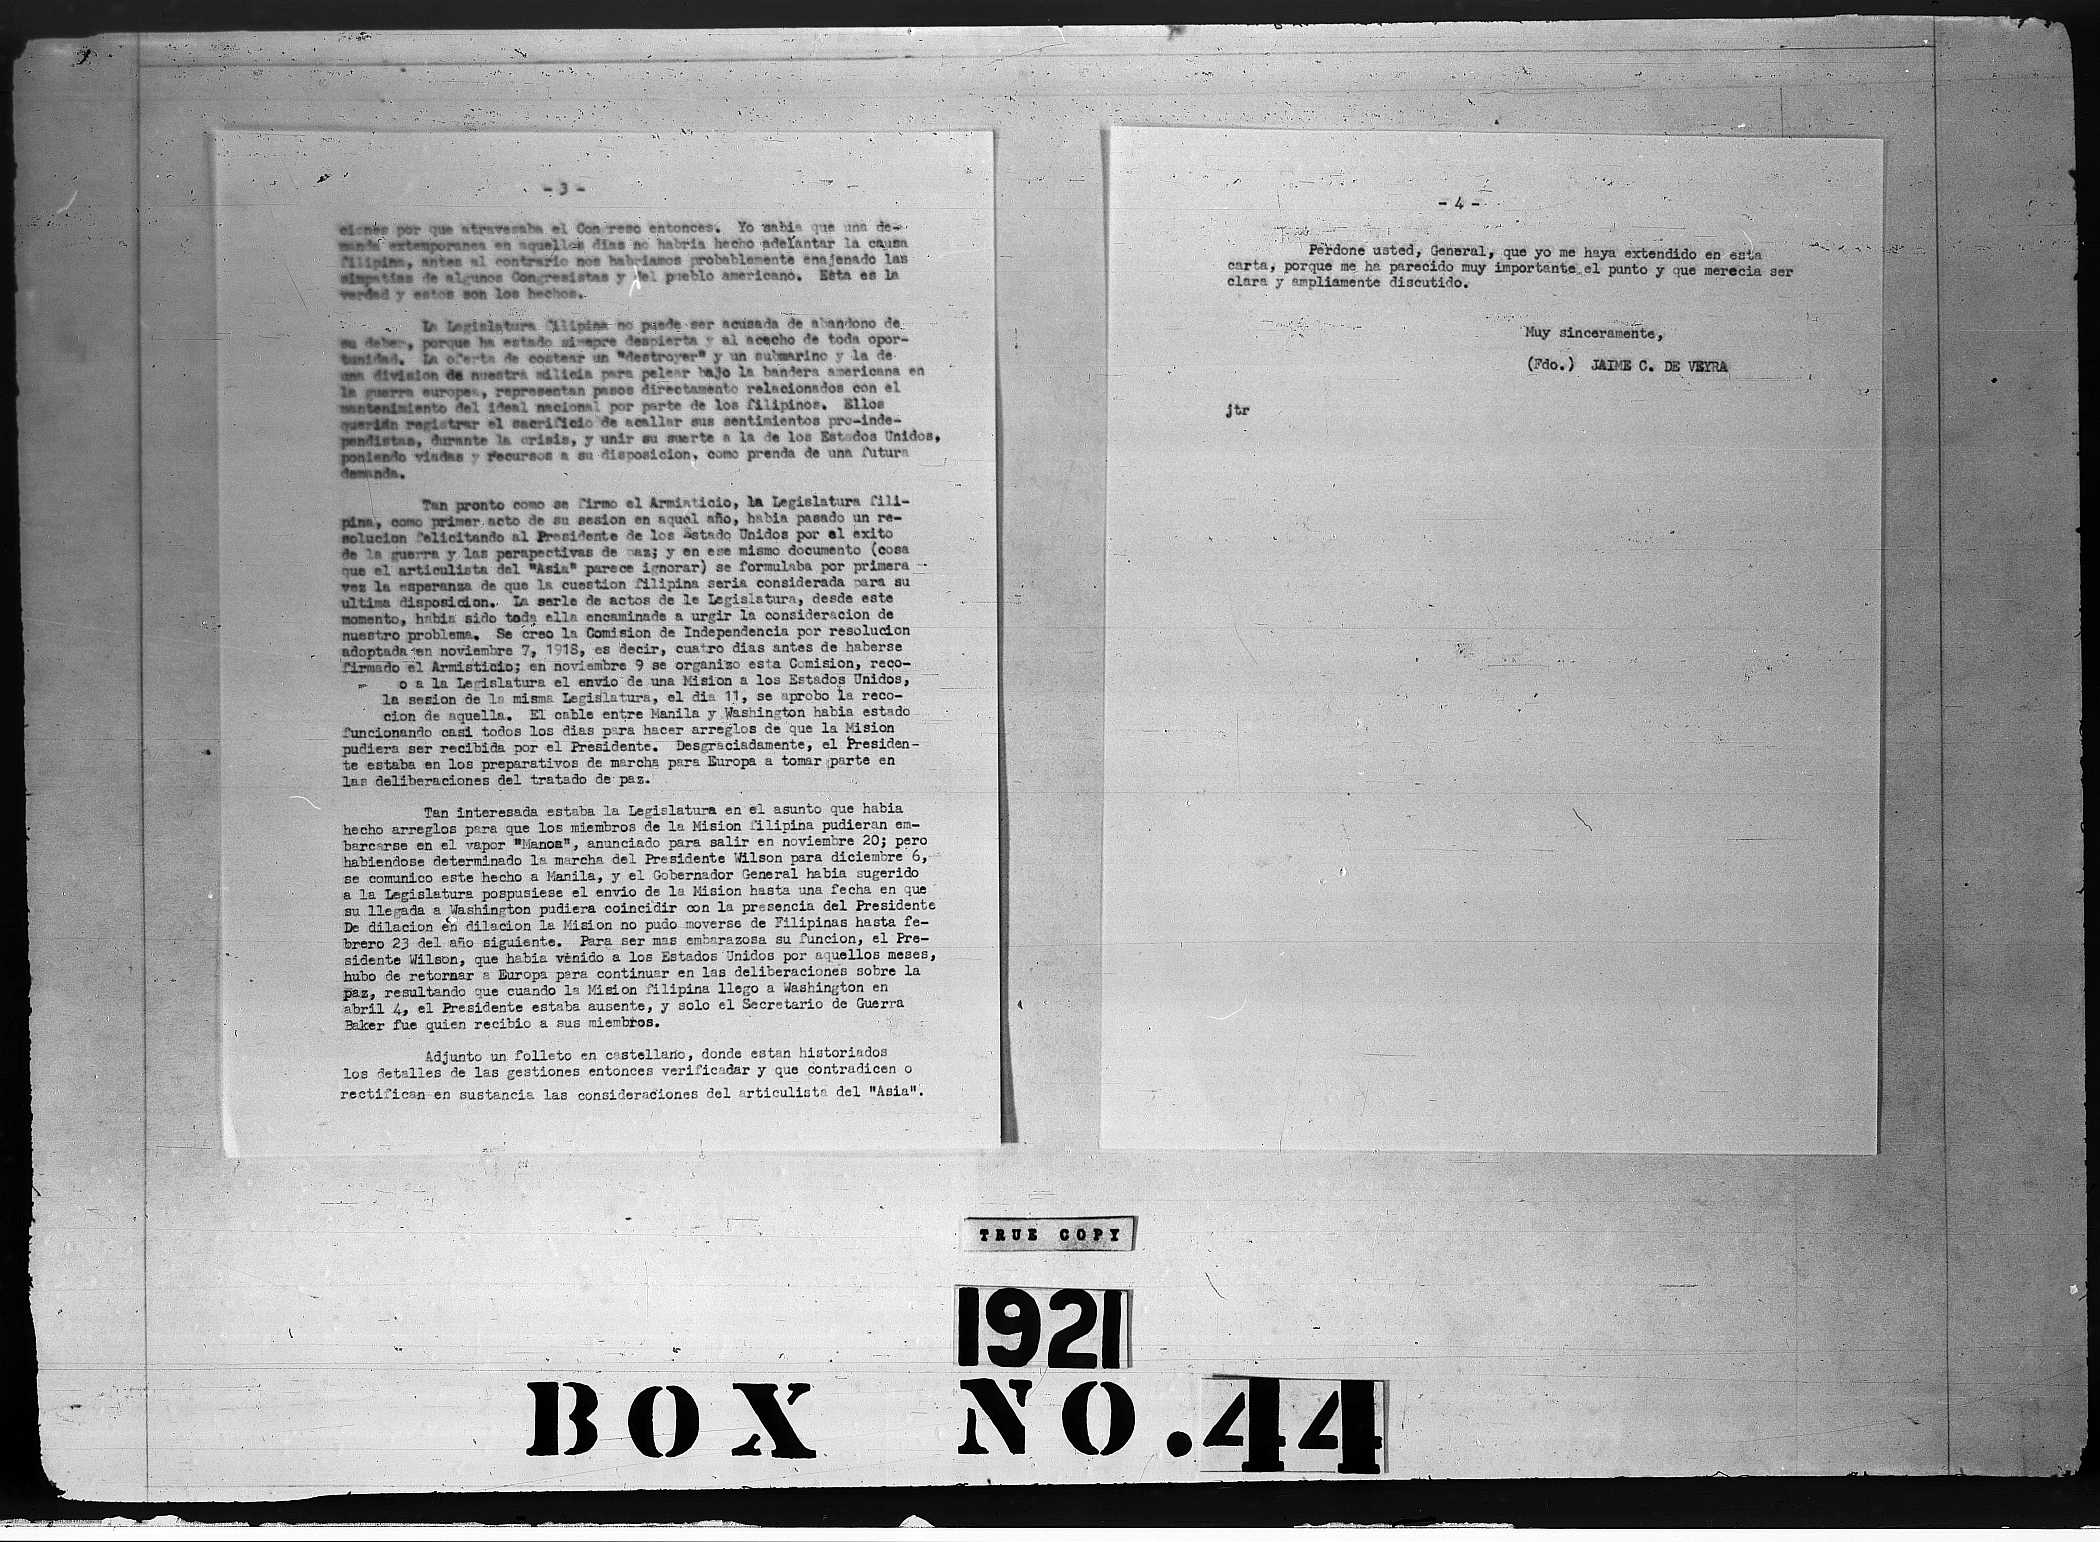 - 3 -
ciones por que atravesaba el Congreso entonces. Yo sabia que una de-
manda extemporanea en aquellos dias no habria hecho adelantar la causa
filipina, antes al contrario nos habriamos probablemente enajenado las
simpatias de algunos Congresistas y del pueblo americano. Esta es la
verdad y estos son los hechos.
La Legislatura filipina no puede ser acusada de abandono de
su deber, porque ha estado simepre despierta y al acecho de toda opor-
tunidad. La oferta de costear un "destroyer" y un submarino y la de
una division de nuestra milicia para pelear bajo la bandera americana en
la guerra europea, representan pasos directamento relacionados con el
mantenimiento del ideal nacional por parte de los filipinos. Ellos
querian registrar el sacrificio de acallar sus sentimientos pro-inde-
pendistas, durante la crisis, y unir su suerte a la de los Estados Unidos,
poniendo viadas y recursos a su disposicion, como prenda de una futura
demanda.
Tan pronto como se firmo el Armisticio, la Legislatura fili-
pina, como primer acto de su sesion en aquel año, habia pasado un re-
solucion felicitando al Presidente de los Estado Unidos por el exito
de la guerra y las perapectivas de paz; y en ese mismo documento (cosa
que el articulista del "Asia" parece ignorar) se formulaba por primera
vez la esperanza de que la cuestion filipina seria considerada para su
ultima disposicion. La serle de actos de le Legislatura, desde este
momento, habia sido toda ella encaminade a urgir la consideracion de
nuestro problema. Se creo la Comision de Independencia por resolucion
adoptada en noviembre 7, 1918, es decir, cuatro dias antes de haberse
firmado el Armisticio; en noviembre 9 se organizo esta Comision, reco-
o a la Legislatura el envio de una Mision a los Estados Unidos,
la sesion de la misma Legislatura, el dia 11, se aprobo la reco-
cion de aquella. El cable entre Manila y Washington habia estado
funcionando casi todos los dias para hacer arreglos de que la Mision
pudiera ser recibida por el Presidente. Desgraciadamente, el Presiden-
te estaba en los preparativos de marcha para Europa a tomar parte en
las deliberaciones del tratado de paz.
Tan interesada estaba la Legislatura en el asunto que habia
hecho arreglos para que los miembros de la Mision filipina pudieran em-
barcarse en el vapor "Manoa", anunciado para salir en noviembre 20; pero
habiendose determinado la marcha del Presidente Wilson para diciembre 6,
se comunico este hecho a Manila, y el Gobernador General habia sugerido
a la Legislatura pospusiese el envio de la Mision hasta una fecha en que
su llegada a Washington pudiera coincidir con la presencia del Presidente
De dilacion en dilacion la Mision no pudo moverse de Filipinas hasta fe-
brero 23 del año siguiente. Para ser mas embarazosa su funcion, el Pre-
sidente Wilson, que habia venido a los Estados Unidos por aquellos meses,
hubo de retornar a Europa para continuar en las deliberaciones sobre la
paz, resultando que cuando la Mision filipina llego a Washington en
abril 4, el Presidente estaba ausente, y solo el Secretario de Guerra
Baker fue quien recibio a sus miembros.
Adjunto un folleto en castellano, donde estan historiados
los detalles de las gestiones entonces verificadar y que contradicen o
rectifican en sustancia las consideraciones del articulista del "Asia".
- 4 -
Perdone usted, General, que yo me haya extendido en esta
carta, porque me ha parecido muy importante el punto y que merecia ser
clara y ampliamente discutido.
Muy sinceramente,
(Fdo.) JAIME C. DE VEYRA
jtr
TRUE COPY
1921
BOX NO.44